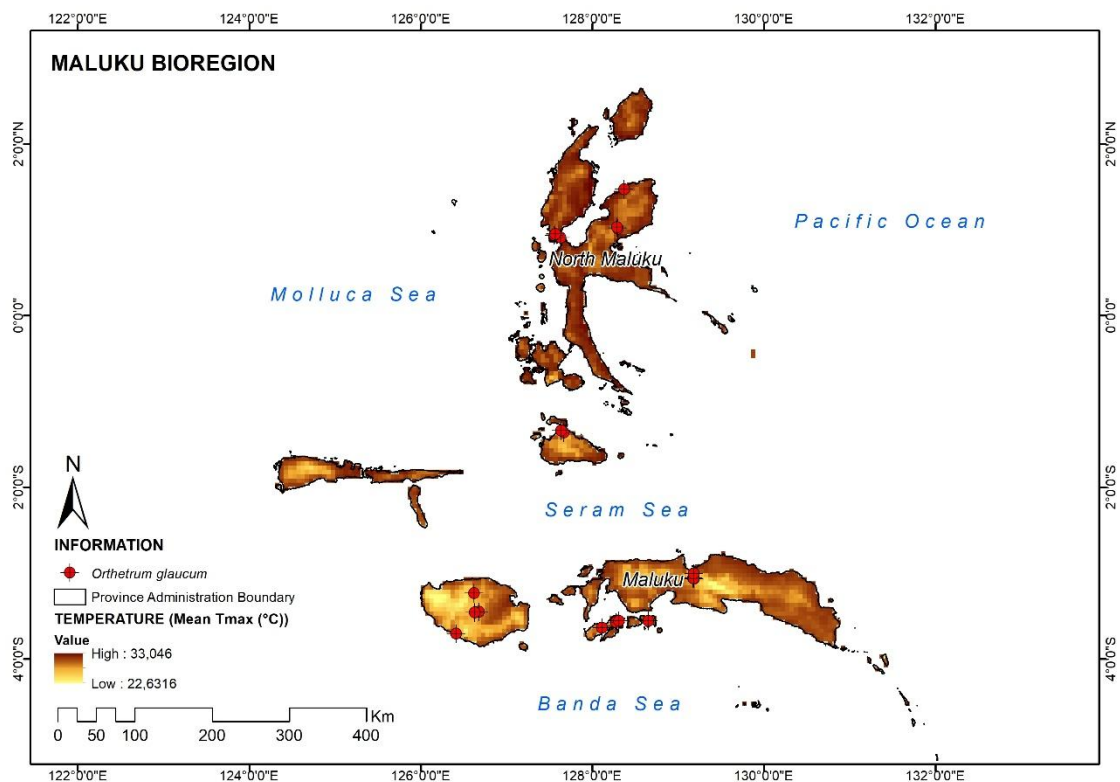 122°0'0"E 124°0'0"E 126°0'0"E 128°0'0"E 130°0'0"E 132°0'0"E
MALUKU BIOREGION
2°0'0"N 2°0'0"N
Pacific Ocean
North Maluku
Molluca Sea
0°0'0" 0°0'0"
N
2°0'0"S 2°0'0"S
Seram Sea
INFORMATION
Orthetrum glaucum
Province Administration Boundary
TEMPERATURE (Mean Tmax (°C))
Value
High : 33,046
Low : 22,6316
Maluku
4°0'0"S 4°0'0"S
Banda Sea
Km
0 50 100 200 300 400
122°0'0"E 124°0'0"E 126°0'0"E 128°0'0"E 130°0'0"E 132°0'0"E